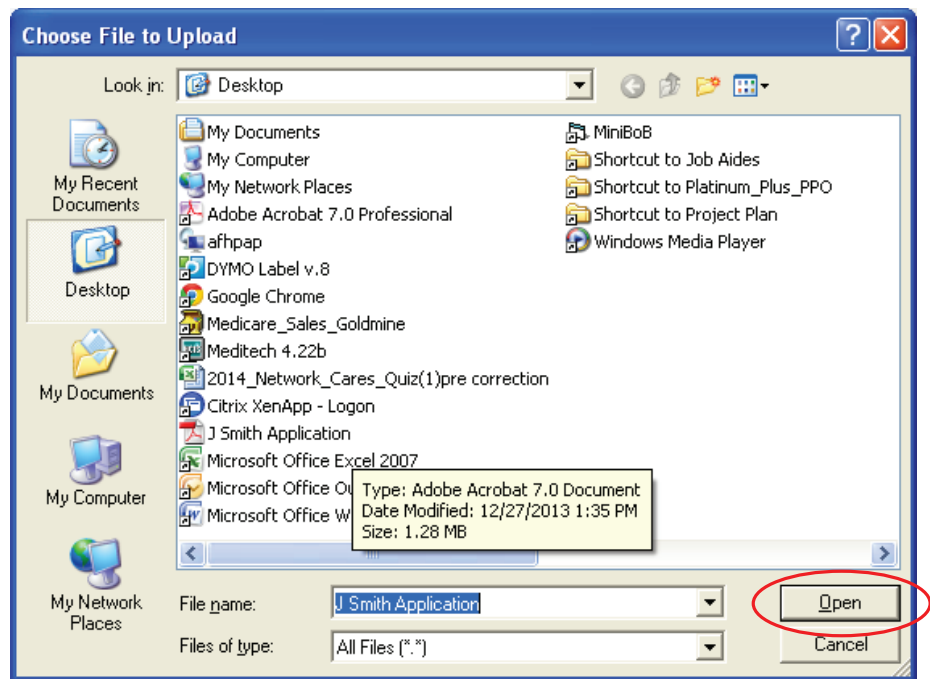 Choose File to Upload
Look in: Desktop
My Recent
Documents
Desktop
My Documents
My Computer
My Network
Places
My Documents
My Computer
My Network Places
Adobe Acrobat 7.0 Professional
afhpap
DYMO Label v.8
Google Chrome
Medicare_Sales_Goldmine
Meditech 4.22b
2014_Network_Cares_Quiz(1)pre correction
Citrix XenApp - Logon
J Smith Application
Microsoft Office Excel 2007
Microsoft Office Ou
Microsoft Office W
MiniBoB
Shortcut to Job Aides
Shortcut to Platinum_Plus_PPO
Shortcut to Project Plan
Windows Media Player
Type: Adobe Acrobat 7.0 Document
Date Modified: 12/27/2013 1:35 PM
Size: 1.28 MB
File name: J Smith Application
Open
Files of type: All Files (*.*)
Cancel